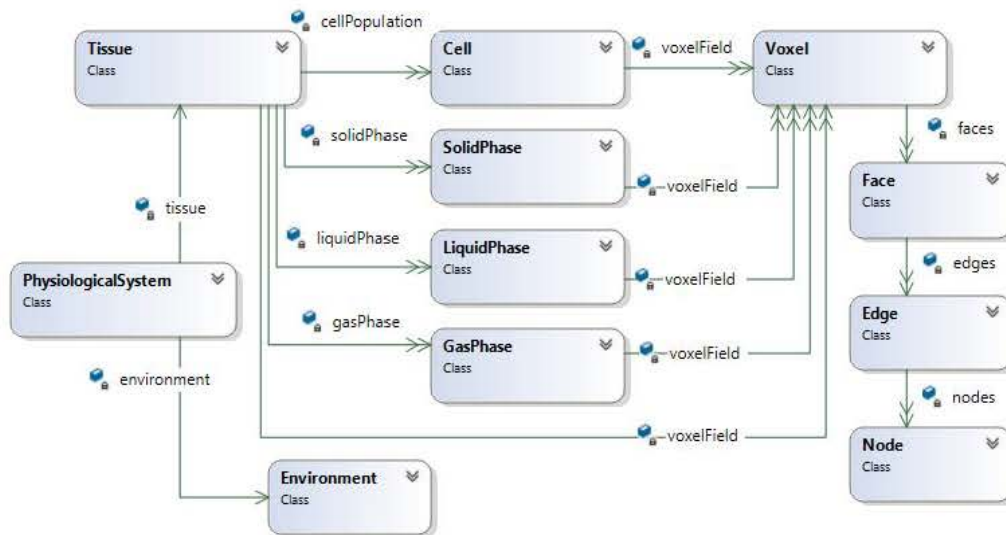 cellPopulation
Tissue
Class
Cell
Class
voxelField
Voxel
Class
solidPhase
SolidPhase
Class
voxelField
faces
Face
Class
tissue
liquidPhase
LiquidPhase
Class
voxelField
edges
PhysiologicalSystem
Class
gasPhase
GasPhase
Class
voxelField
Edge
Class
environment
nodes
voxelField
Node
Class
Environment
Class